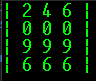 | 2 4 6 |
| 0 0 0 |
| 9 9 9 |
| 6 6 6 |